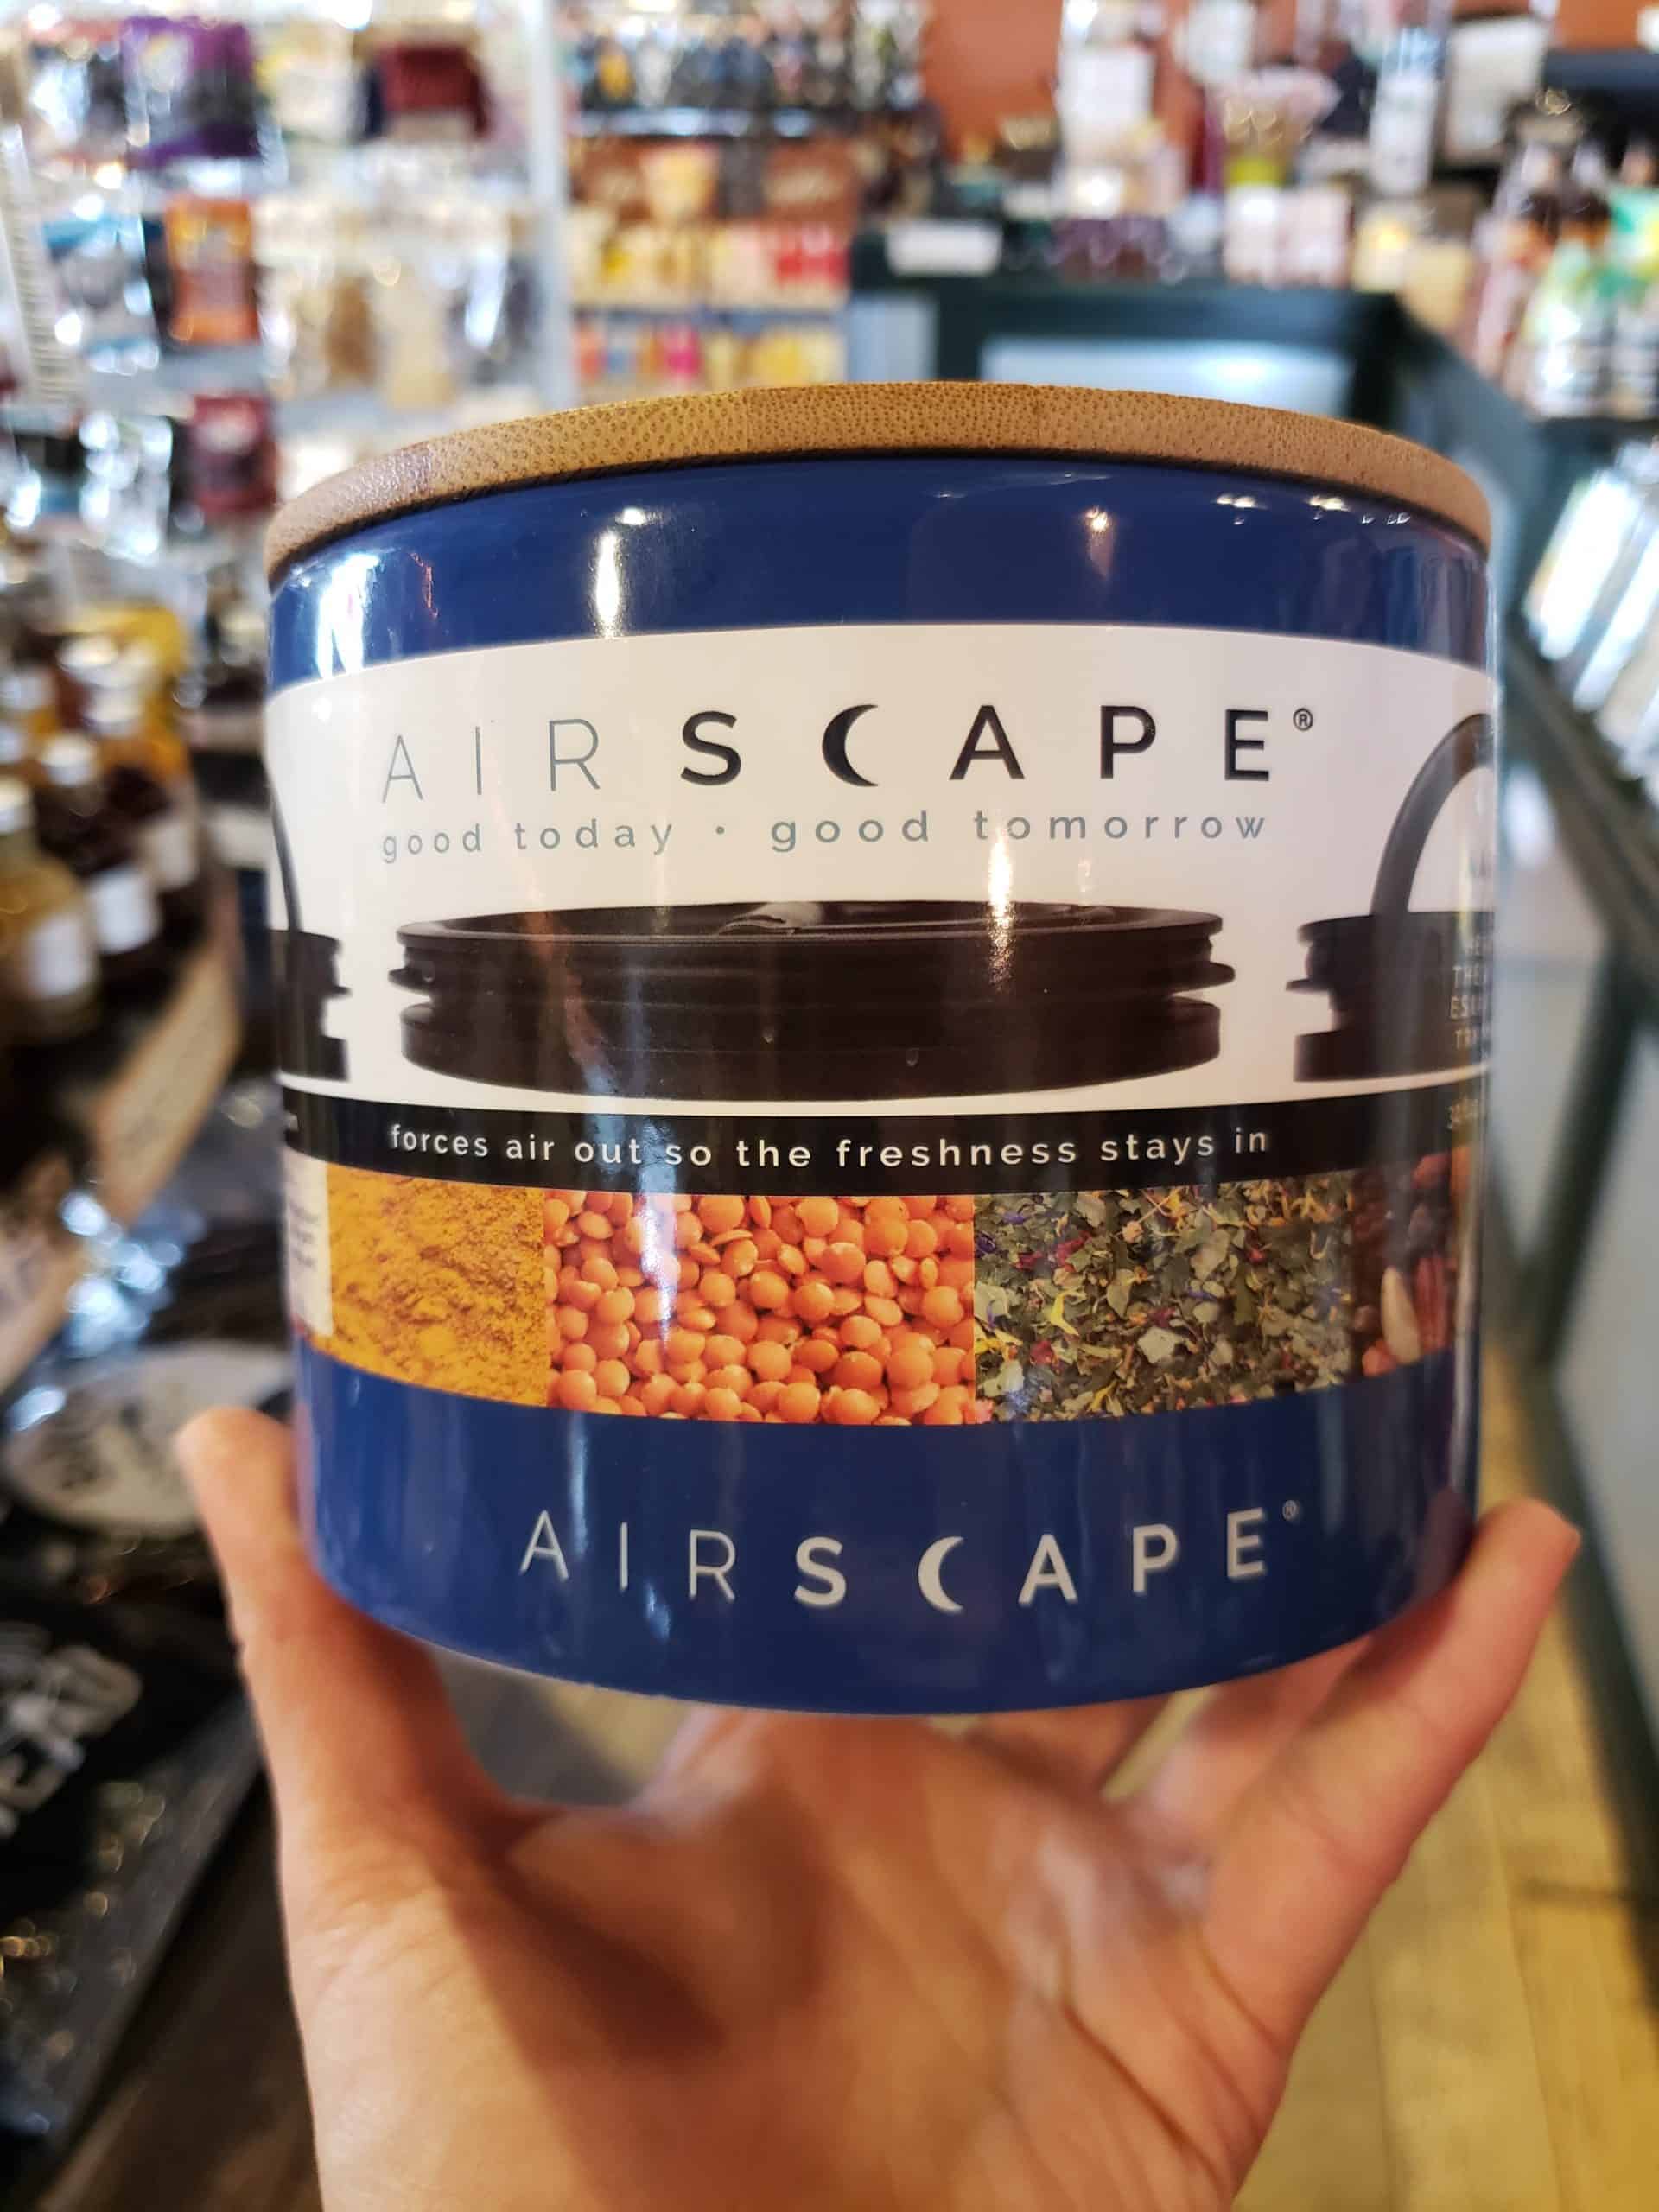 AIRSCAPE®
good today • good tomorrow
forces air out so the freshness stays in
AIRSCAPE®